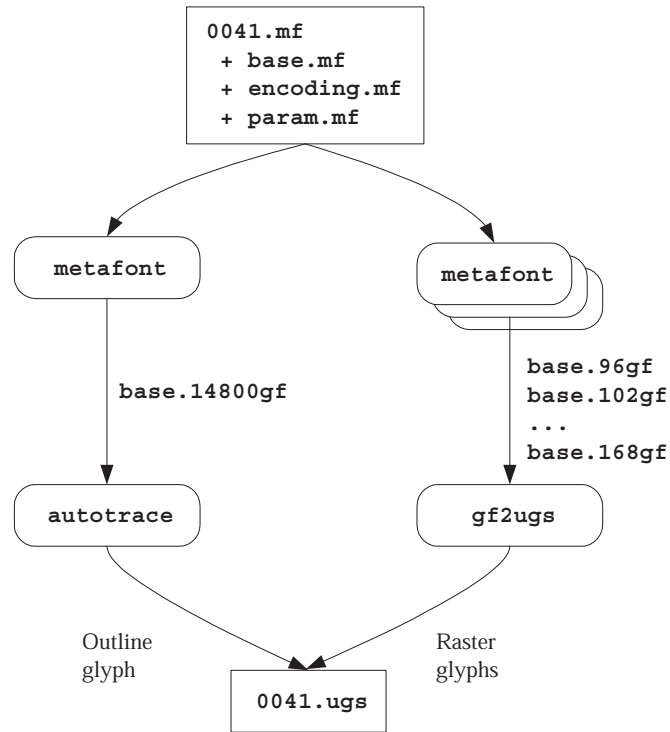 0041.mf
+ base.mf
+ encoding.mf
+ param.mf
metafont
metafont
base.14800gf
base.96gf
base.102gf
...
base.168gf
autotrace
gf2ugs
Outline
glyph
Raster
glyphs
0041.ugs